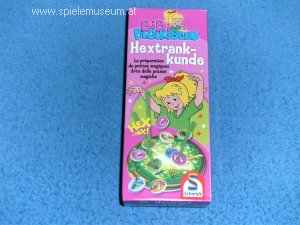 www.spielemuseum.at
BiBi
BLOCKSBERG
Hextrank-
kunde
La préparation
de potions magiques
Arte delle pozioni
magiche
HEX
HEX!
S
Schmidt